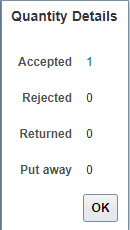 Quantity Details
Accepted 1
Rejected 0
Returned 0
Put away 0
OK